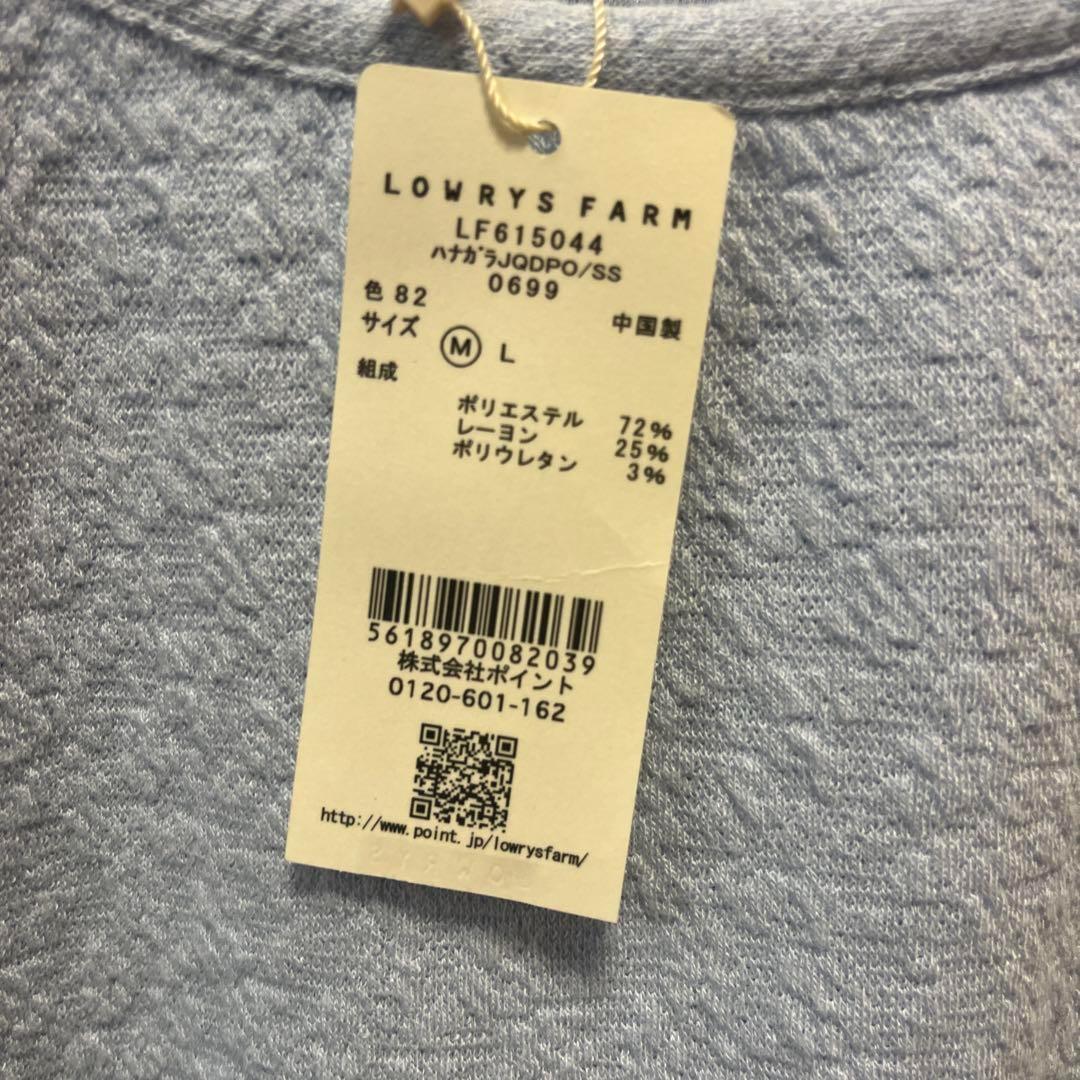 LOWRYS FARM
LF615044
ﾊﾅｶﾞﾗJQDPO/SS
0699
色 82
中国製
サイズ Ⓜ L
組成
ポリエステル 72%
レーヨン 25%
ポリウレタン 3%
5618970082039
株式会社ポイント
0120-601-162
http://www.point.jp/lowrysfarm/